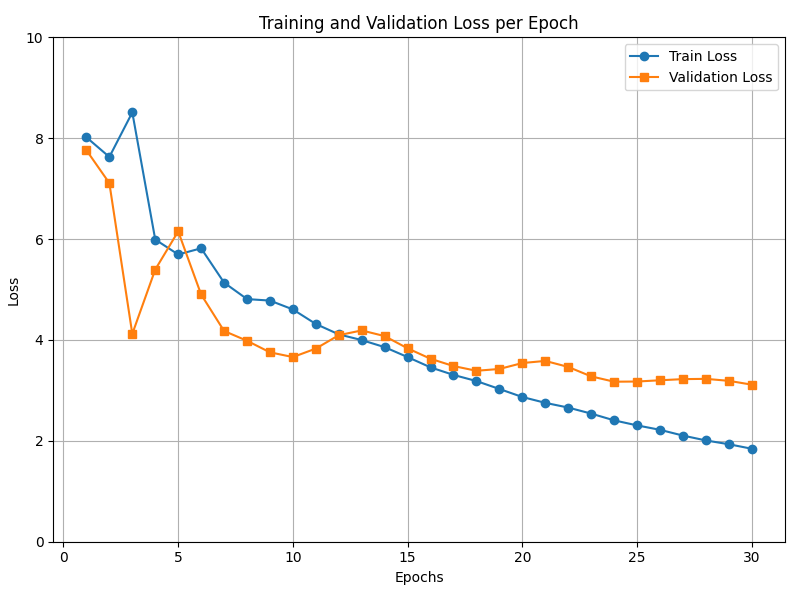 Training and Validation Loss per Epoch
Train Loss
Validation Loss
Loss
10
8
6
4
2
0
0 5 10 15 20 25 30
Epochs